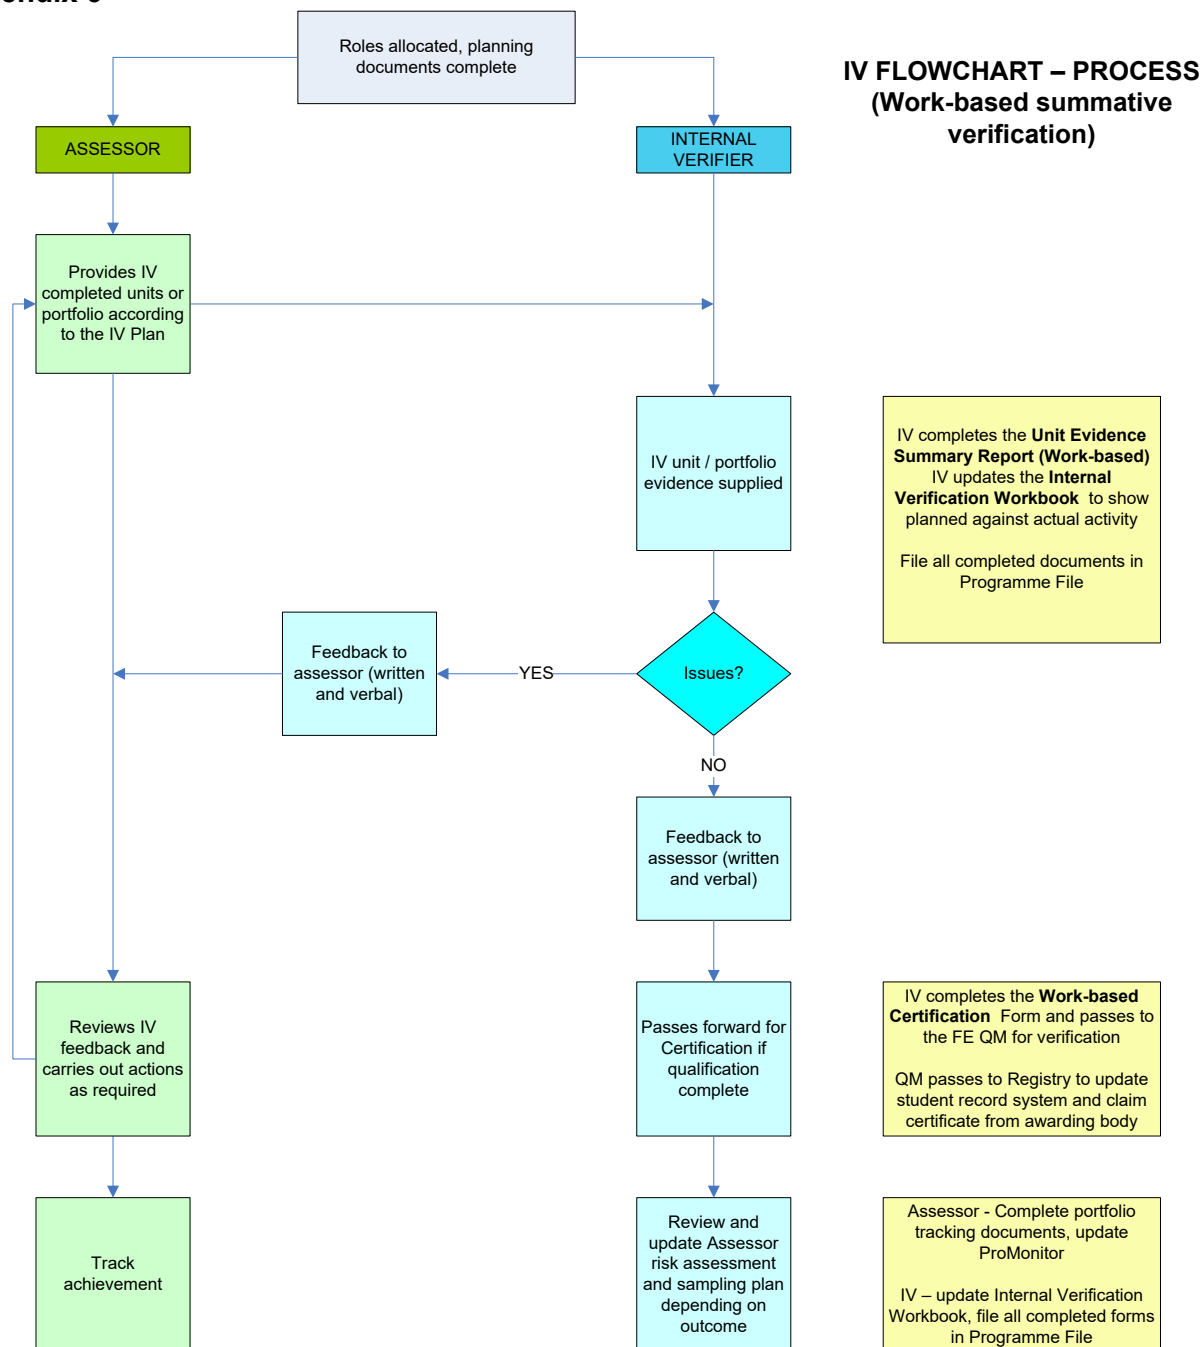 Roles allocated, planning
documents complete
IV FLOWCHART – PROCESS
(Work-based summative
verification)
ASSESSOR
INTERNAL
VERIFIER
Provides IV
completed units or
portfolio according
to the IV Plan
IV unit / portfolio
evidence supplied
IV completes the Unit Evidence
Summary Report (Work-based)
IV updates the Internal
Verification Workbook to show
planned against actual activity
File all completed documents in
Programme File
Feedback to
assessor (written
and verbal)
YES
Issues?
NO
Feedback to
assessor (written
and verbal)
Reviews IV
feedback and
carries out actions
as required
Passes forward for
Certification if
qualification
complete
IV completes the Work-based
Certification Form and passes to
the FE QM for verification
QM passes to Registry to update
student record system and claim
certificate from awarding body
Track
achievement
Review and
update Assessor
risk assessment
and sampling plan
depending on
outcome
Assessor - Complete portfolio
tracking documents, update
ProMonitor
IV – update Internal Verification
Workbook, file all completed forms
in Programme File